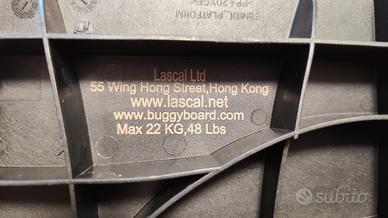 BMIDI_PLATFORM
Lascal Ltd
55 Wing Hong Street,Hong Kong
www.lascal.net
www.buggyboard.com
Max 22 KG,48 Lbs
subito